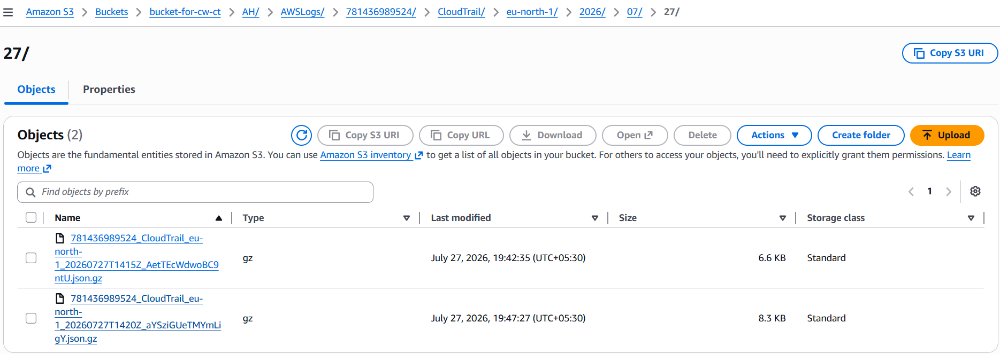 Amazon S3 > Buckets > bucket-for-cw-ct > AH/ > AWSLogs/ > 781436989524/ > CloudTrail/ > eu-north-1/ > 2026/ > 07/ > 27/
27/
Copy S3 URI
Objects
Properties
Objects (2)
Copy S3 URI
Copy URL
Download
Open
Delete
Actions
Create folder
Upload
Objects are the fundamental entities stored in Amazon S3. You can use Amazon S3 inventory to get a list of all objects in your bucket. For others to access your objects, you'll need to explicitly grant them permissions. Learn
more
Find objects by prefix
1
Name
Type
Last modified
Size
Storage class
781436989524_CloudTrail_eu-
north-
1_20260727T1415Z_AetTEcWdwoBC9
ntU.json.gz
gz
July 27, 2026, 19:42:35 (UTC+05:30)
6.6 KB
Standard
781436989524_CloudTrail_eu-
north-
1_20260727T1420Z_aYSziGUeTMYmLi
gY.json.gz
gz
July 27, 2026, 19:47:27 (UTC+05:30)
8.3 KB
Standard